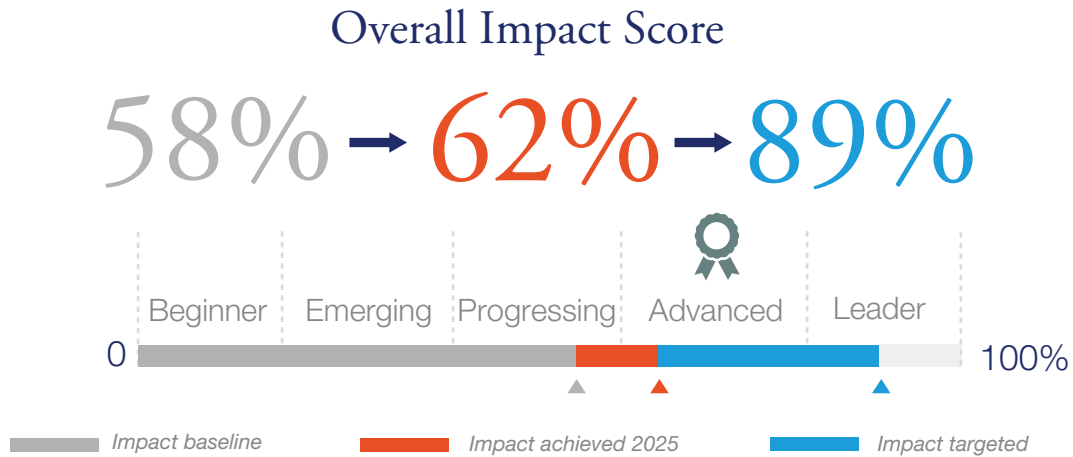 Overall Impact Score
58% 62% 89%
Beginner Emerging Progressing Advanced Leader
0 100%
Impact baseline Impact achieved 2025 Impact targeted